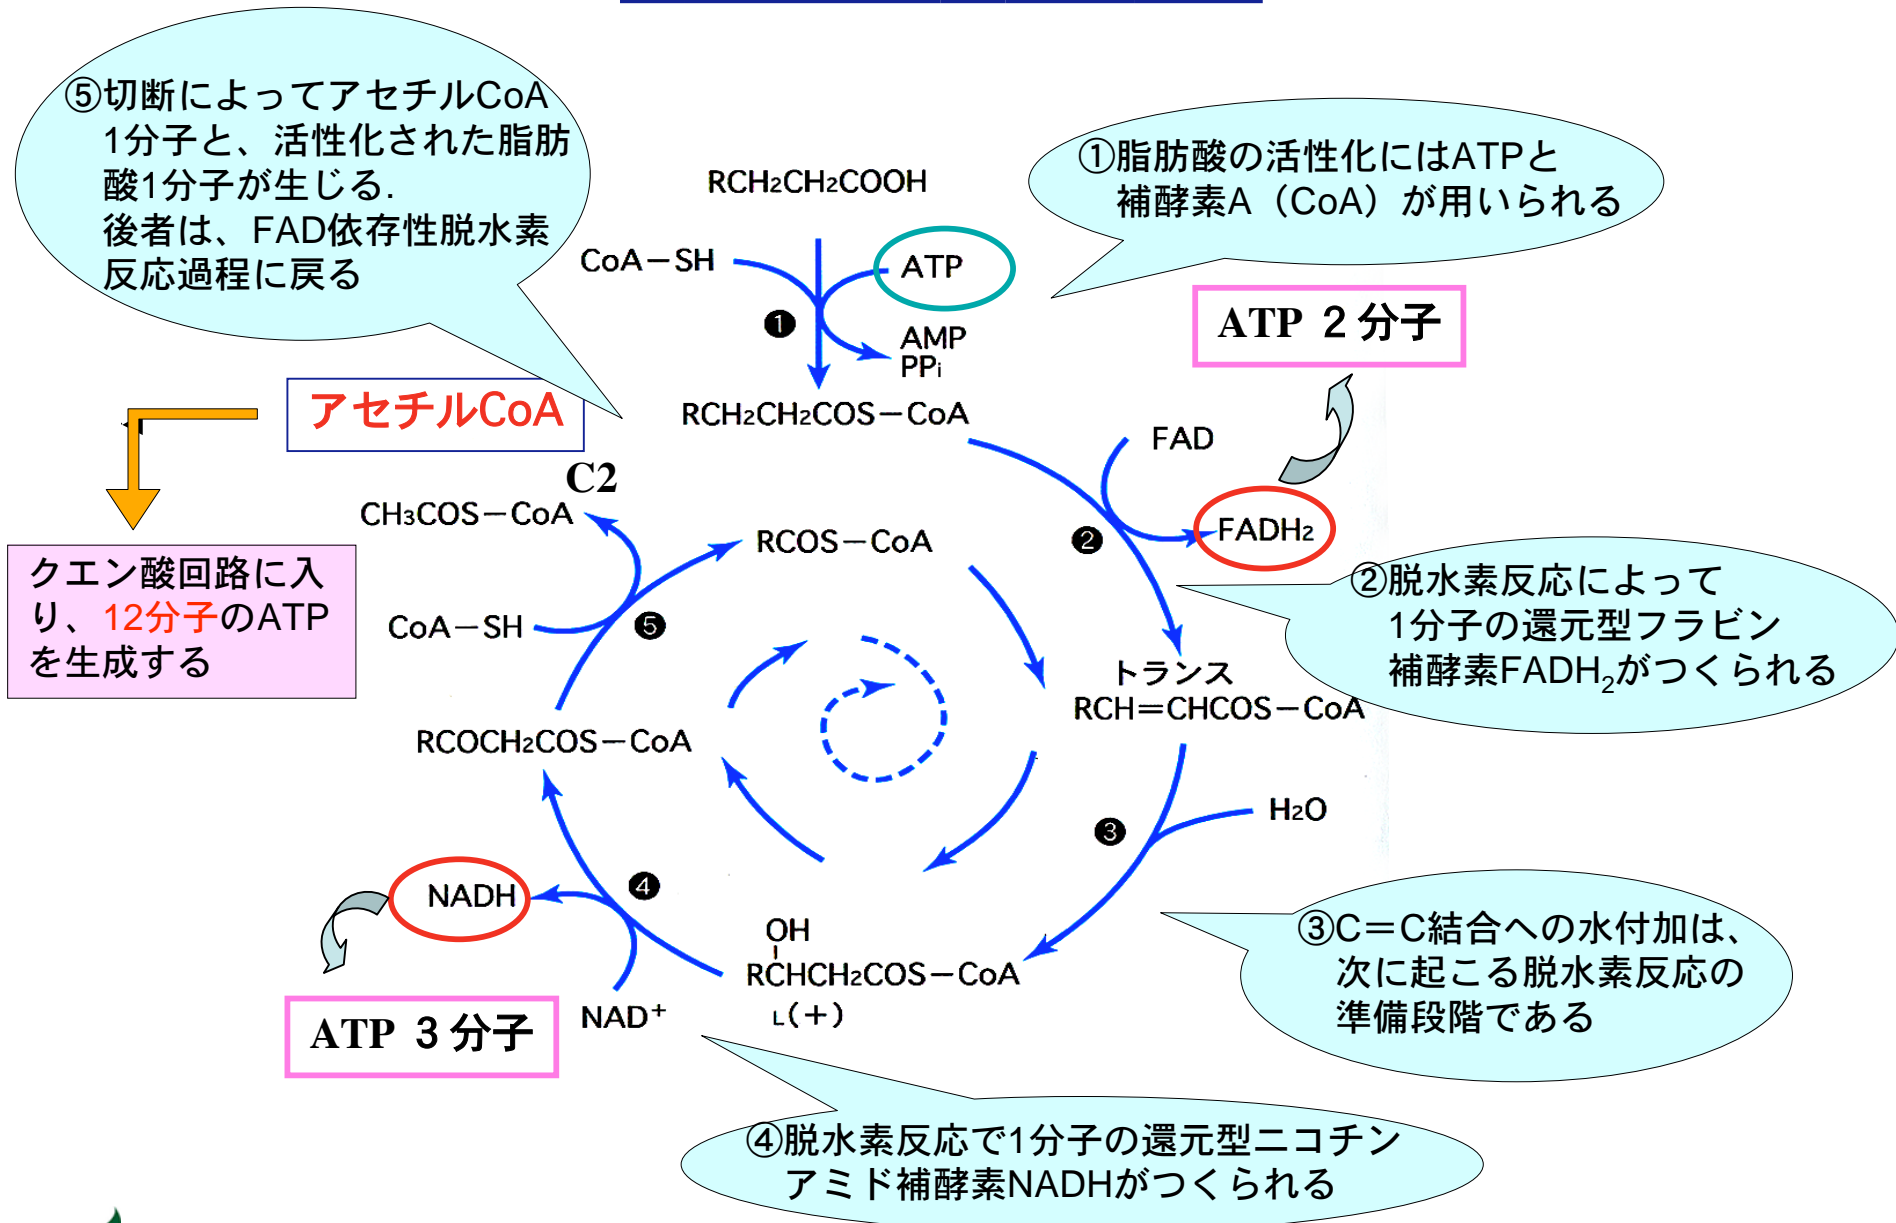 ⑤切断によってアセチルCoA
1分子と、活性化された脂肪
酸1分子が生じる.
後者は、FAD依存性脱水素
反応過程に戻る
①脂肪酸の活性化にはATPと
補酵素A（CoA）が用いられる
RCH₂CH₂COOH
CoA－SH
ATP
❶
AMP
PPi
ATP ２分子
アセチルCoA
RCH₂CH₂COS－CoA
FAD
C2
CH₃COS－CoA
RCOS－CoA
❷
FADH₂
クエン酸回路に入
り、12分子のATP
を生成する
②脱水素反応によって
1分子の還元型フラビン
補酵素FADH₂がつくられる
CoA－SH
❺
トランス
RCH＝CHCOS－CoA
RCOCH₂COS－CoA
H₂O
❸
NADH
❹
③C＝C結合への水付加は、
次に起こる脱水素反応の
準備段階である
OH
RCHCH₂COS－CoA
L(＋)
NAD⁺
ATP ３分子
④脱水素反応で1分子の還元型ニコチン
アミド補酵素NADHがつくられる